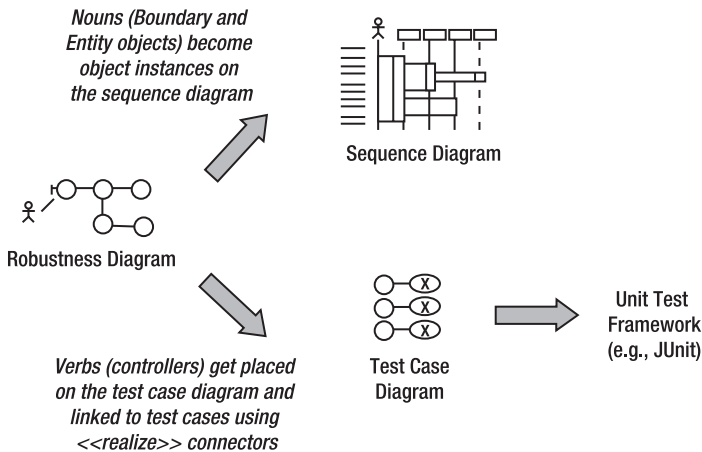 Nouns (Boundary and
Entity objects) become
object instances on
the sequence diagram
Sequence Diagram
Robustness Diagram
Verbs (controllers) get placed
on the test case diagram and
linked to test cases using
<<realize>> connectors
X
X
X
Test Case
Diagram
Unit Test
Framework
(e.g., JUnit)